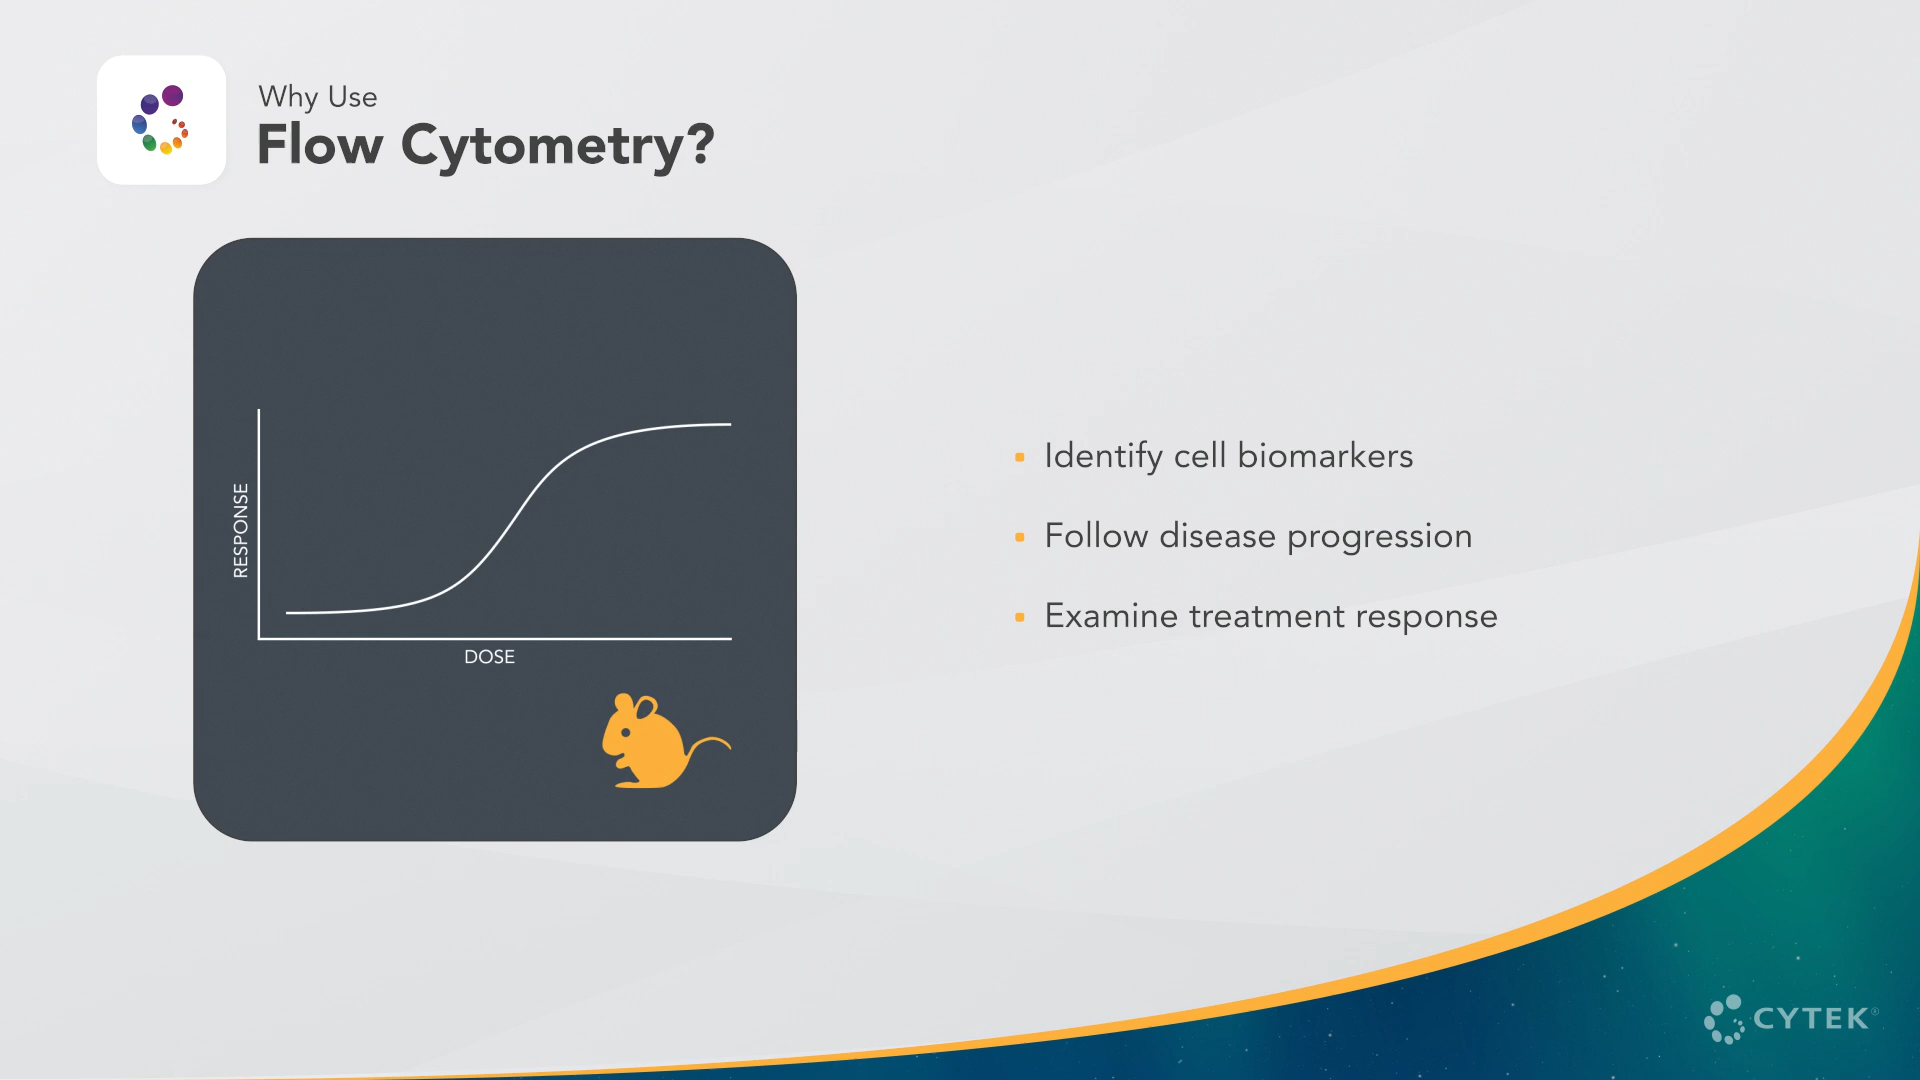 Why Use
Flow Cytometry?
RESPONSE
DOSE
Identify cell biomarkers
Follow disease progression
Examine treatment response
CYTEK®